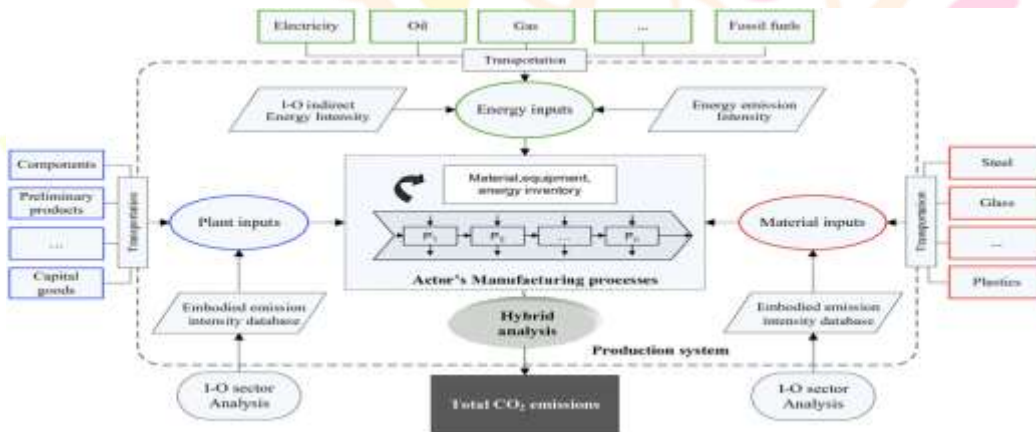 Electricity
Oil
Gas
...
Fossil fuels
Transportation
I-O indirect
Energy Intensity
Energy inputs
Energy emission
Intensity
Components
Preliminary
products
...
Capital
goods
Transportation
Plant inputs
Material,equipment,
energy inventory
P₁
P₂
...
Pₙ
Actor's Manufacturing processes
Material inputs
Transportation
Steel
Glass
...
Plastics
Embodied emission
intensity database
Hybrid
analysis
Embodied emission
intensity database
Production system
I-O sector
Analysis
Total CO₂ emissions
I-O sector
Analysis